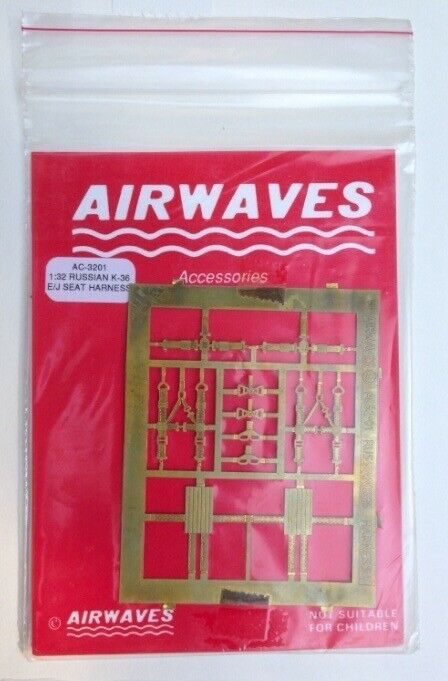 AIRWAVES
AC-3201
1:32 RUSSIAN K-36
E/J SEAT HARNESS
Accessories
© AIRWAVES
NOT SUITABLE
FOR CHILDREN